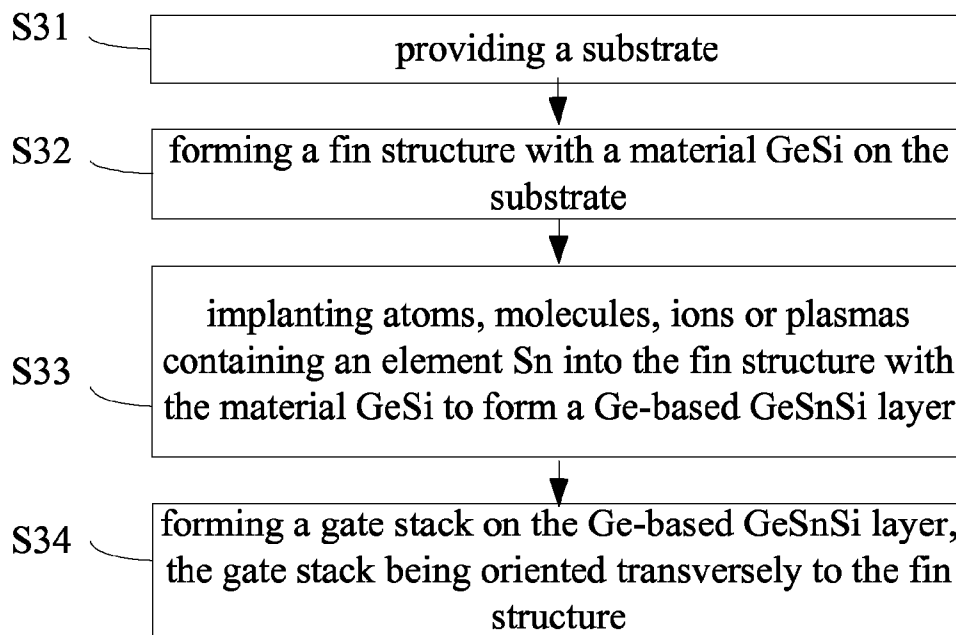 S31
providing a substrate
S32
forming a fin structure with a material GeSi on the
substrate
S33
implanting atoms, molecules, ions or plasmas
containing an element Sn into the fin structure with
the material GeSi to form a Ge-based GeSnSi layer
S34
forming a gate stack on the Ge-based GeSnSi layer,
the gate stack being oriented transversely to the fin
structure